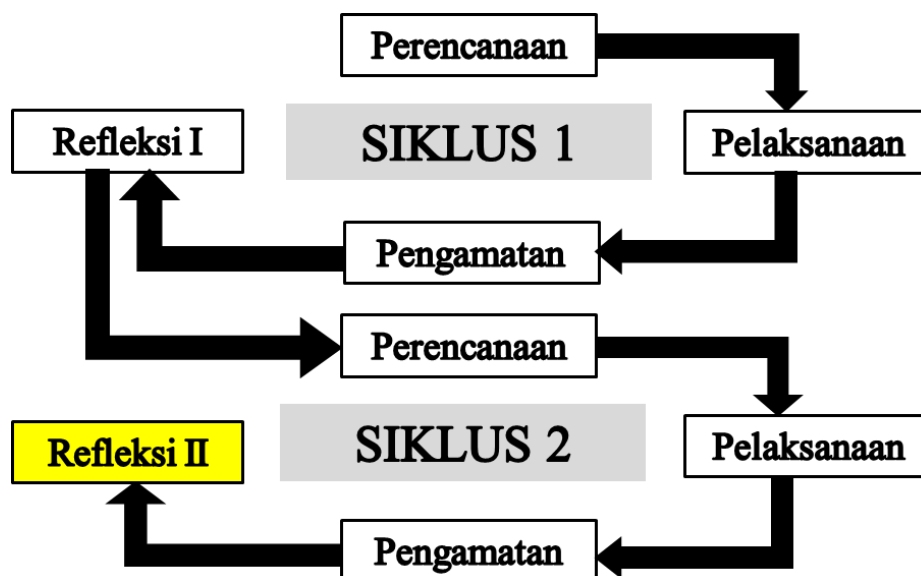 Perencanaan
Refleksi I
SIKLUS 1
Pelaksanaan
Pengamatan
Perencanaan
Refleksi II
SIKLUS 2
Pelaksanaan
Pengamatan